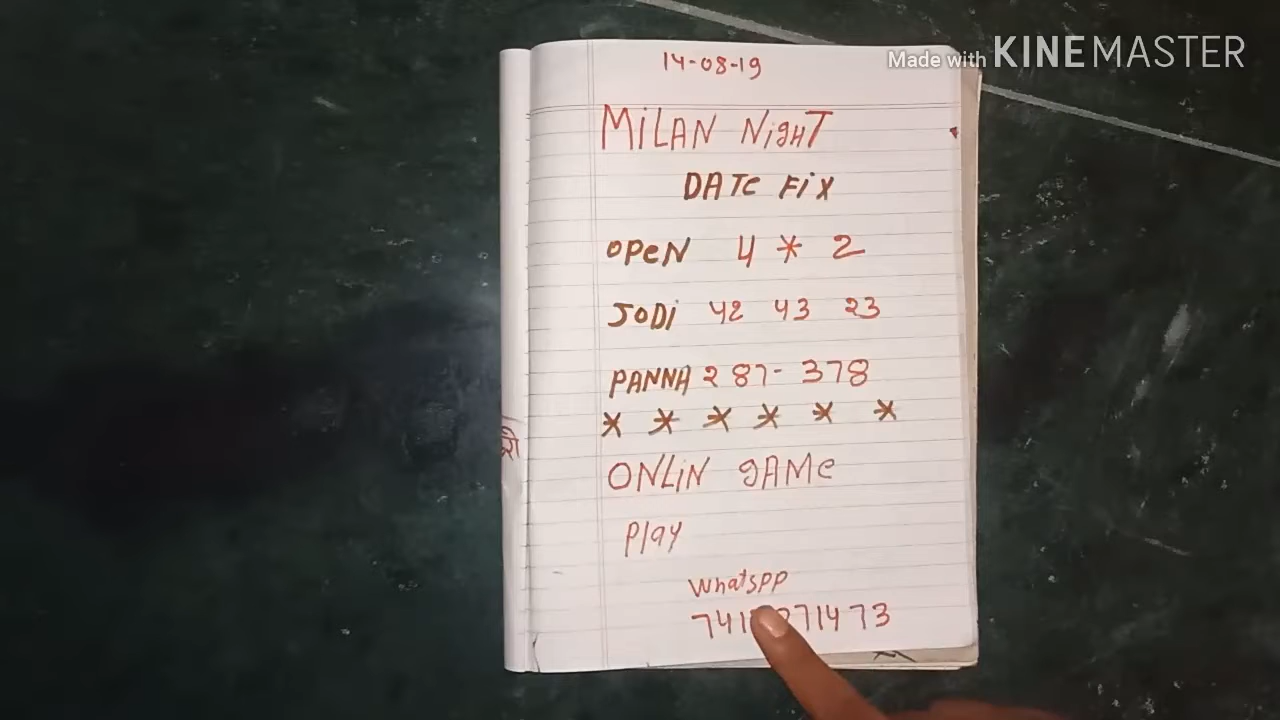 Made with KINEMASTER
14-08-19
MiLAN NigHT
DATe Fix
OPeN 4 * 2
JODi 42 43 23
PANNA 287- 378
* * * * * *
ONLiN gAMe
Play
Whatspp